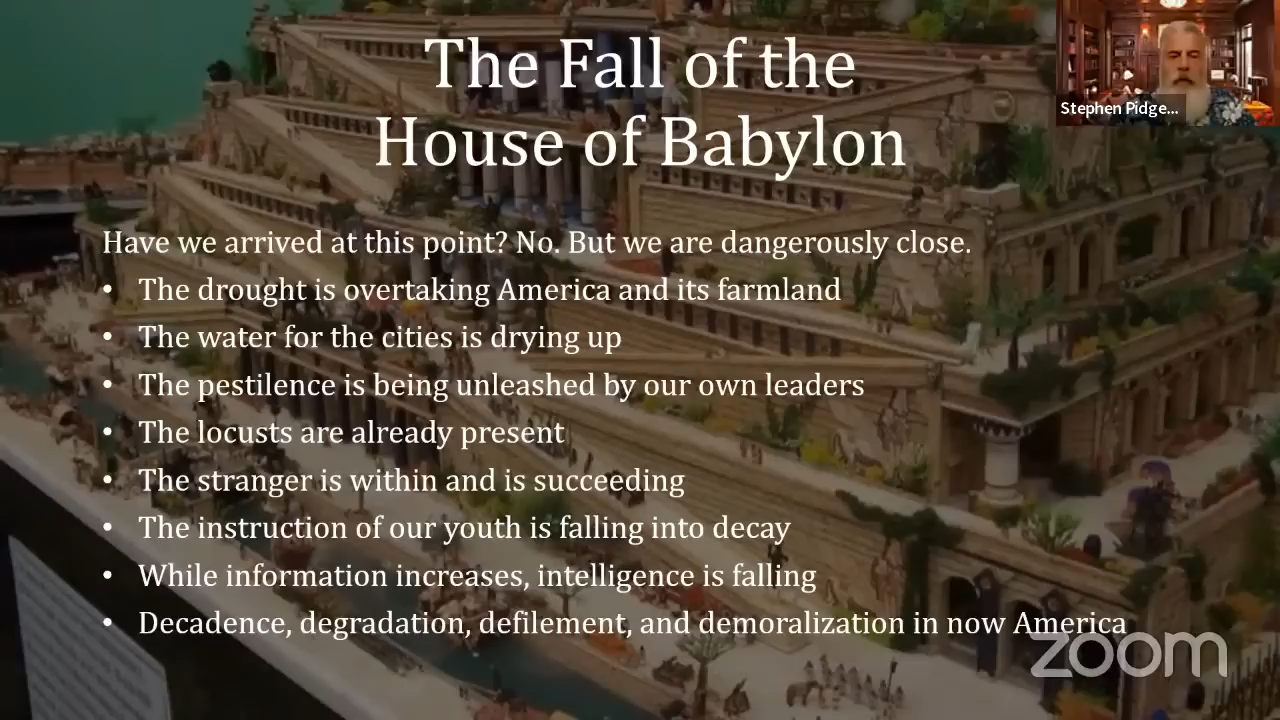 The Fall of the
House of Babylon
Stephen Pidge...
Have we arrived at this point? No. But we are dangerously close.
• The drought is overtaking America and its farmland
• The water for the cities is drying up
• The pestilence is being unleashed by our own leaders
• The locusts are already present
• The stranger is within and is succeeding
• The instruction of our youth is falling into decay
• While information increases, intelligence is falling
• Decadence, degradation, defilement, and demoralization in now America
zoom